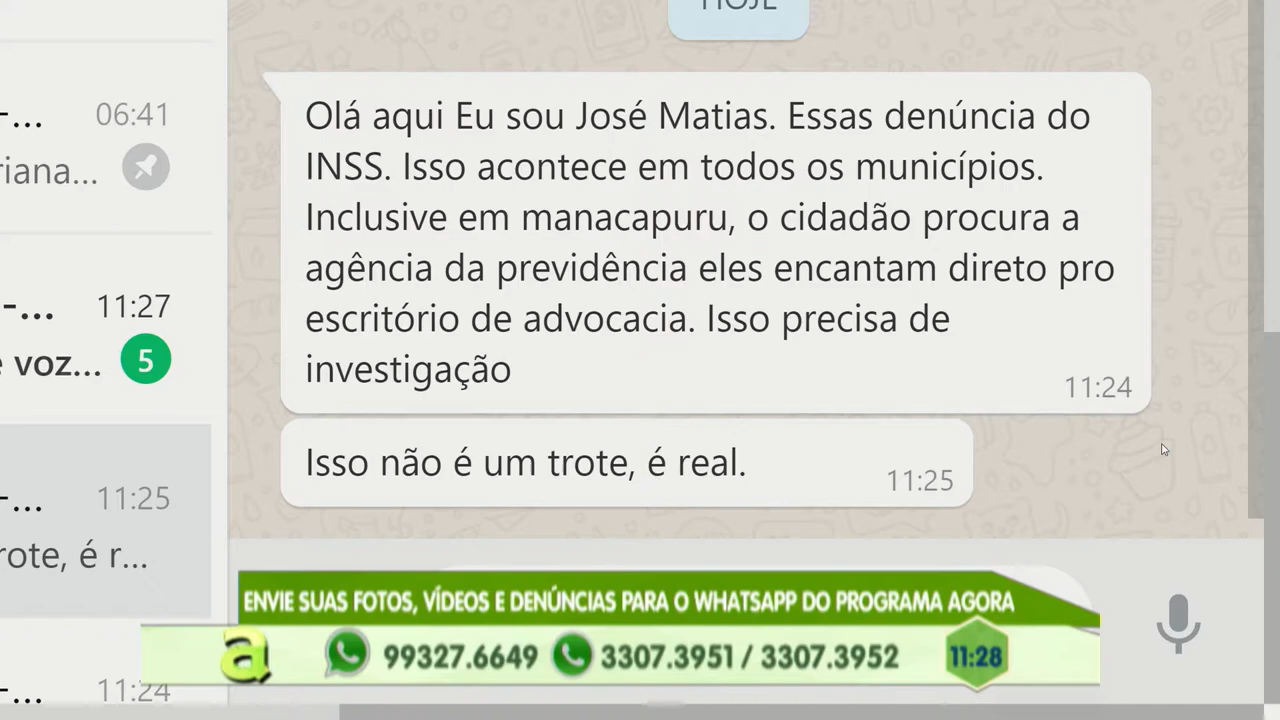 HOJE
-...
06:41
riana...
Olá aqui Eu sou José Matias. Essas denúncia do
INSS. Isso acontece em todos os municípios.
Inclusive em manacapuru, o cidadão procura a
agência da previdência eles encantam direto pro
escritório de advocacia. Isso precisa de
investigação
11:24
-...
11:27
voz...
5
Isso não é um trote, é real.
11:25
-...
11:25
rote, é r...
ENVIE SUAS FOTOS, VÍDEOS E DENÚNCIAS PARA O WHATSAPP DO PROGRAMA AGORA
a
99327.6649
3307.3951 / 3307.3952
11:28
-...
11:24